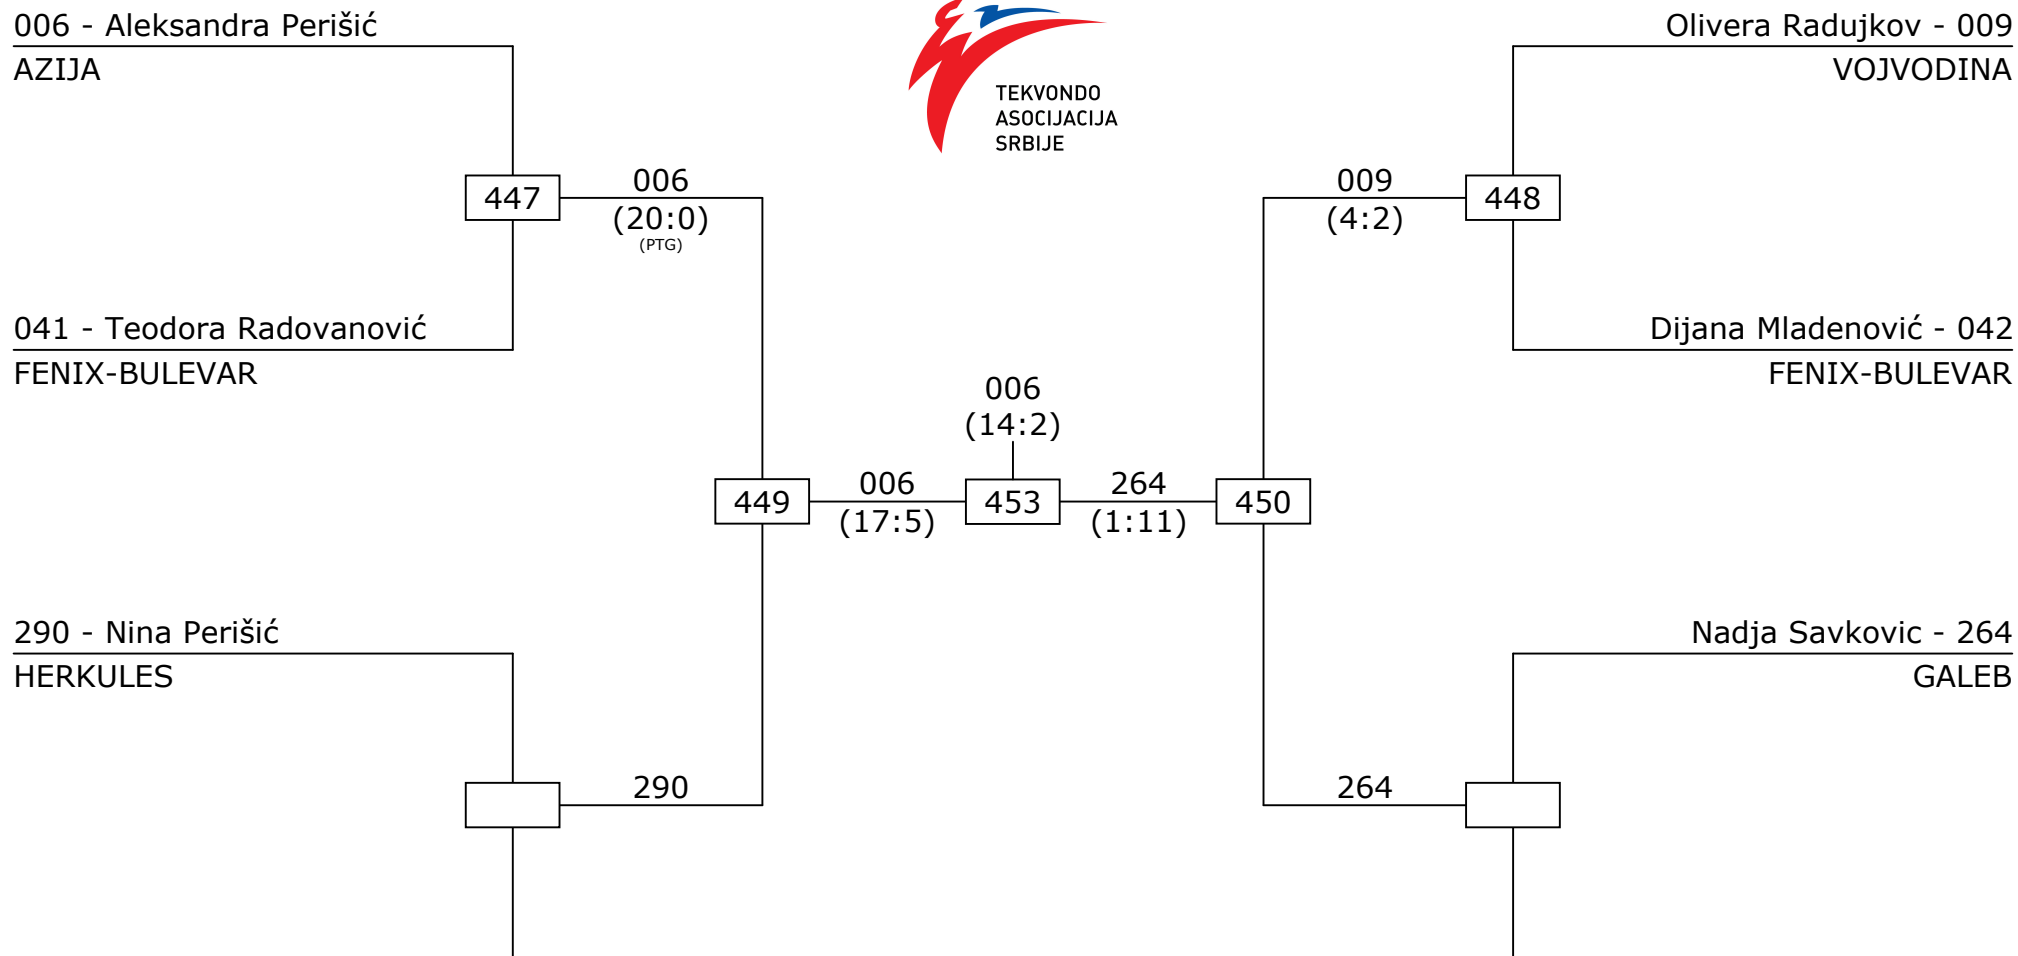 006 - Aleksandra Perišić
AZIJA
TEKVONDO
ASOCIJACIJA
SRBIJE
Olivera Radujkov - 009
VOJVODINA
447
006
(20:0)
(PTG)
009
(4:2)
448
041 - Teodora Radovanović
FENIX-BULEVAR
Dijana Mladenović - 042
FENIX-BULEVAR
006
(14:2)
449
006
(17:5)
453
264
(1:11)
450
290 - Nina Perišić
HERKULES
Nadja Savkovic - 264
GALEB
290
264